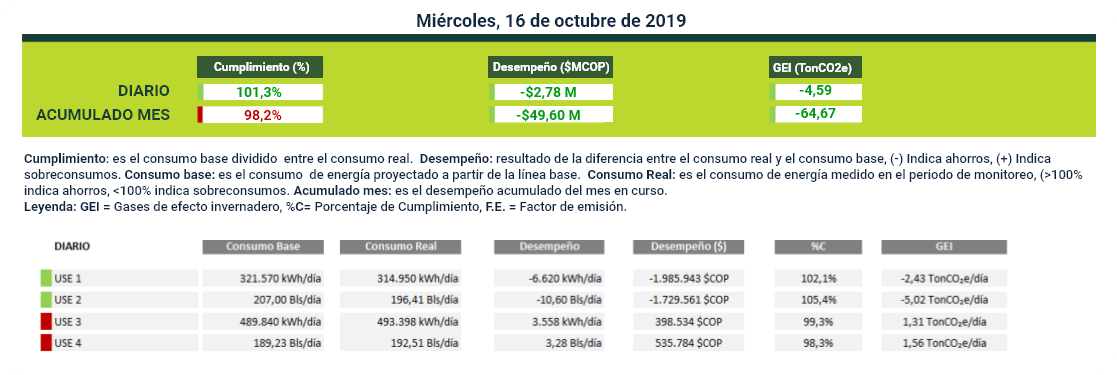 Miércoles, 16 de octubre de 2019
Cumplimiento (%) Desempeño ($MCOP) GEI (TonCO2e)
DIARIO 101,3% -$2,78 M -4,59
ACUMULADO MES 98,2% -$49,60 M -64,67
Cumplimiento: es el consumo base dividido entre el consumo real. Desempeño: resultado de la diferencia entre el consumo real y el consumo base, (-) Indica ahorros, (+) Indica
sobreconsumos. Consumo base: es el consumo de energía proyectado a partir de la línea base. Consumo Real: es el consumo de energía medido en el periodo de monitoreo, (>100%
indica ahorros, <100% indica sobreconsumos. Acumulado mes: es el desempeño acumulado del mes en curso.
Leyenda: GEI = Gases de efecto invernadero, %C= Porcentaje de Cumplimiento, F.E. = Factor de emisión.
DIARIO Consumo Base Consumo Real Desempeño Desempeño ($) %C GEI
USE 1 321.570 kWh/día 314.950 kWh/día -6.620 kWh/día -1.985.943 $COP 102,1% -2,43 TonCO₂e/día
USE 2 207,00 Bls/día 196,41 Bls/día -10,60 Bls/día -1.729.561 $COP 105,4% -5,02 TonCO₂e/día
USE 3 489.840 kWh/día 493.398 kWh/día 3.558 kWh/día 398.534 $COP 99,3% 1,31 TonCO₂e/día
USE 4 189,23 Bls/día 192,51 Bls/día 3,28 Bls/día 535.784 $COP 98,3% 1,56 TonCO₂e/día